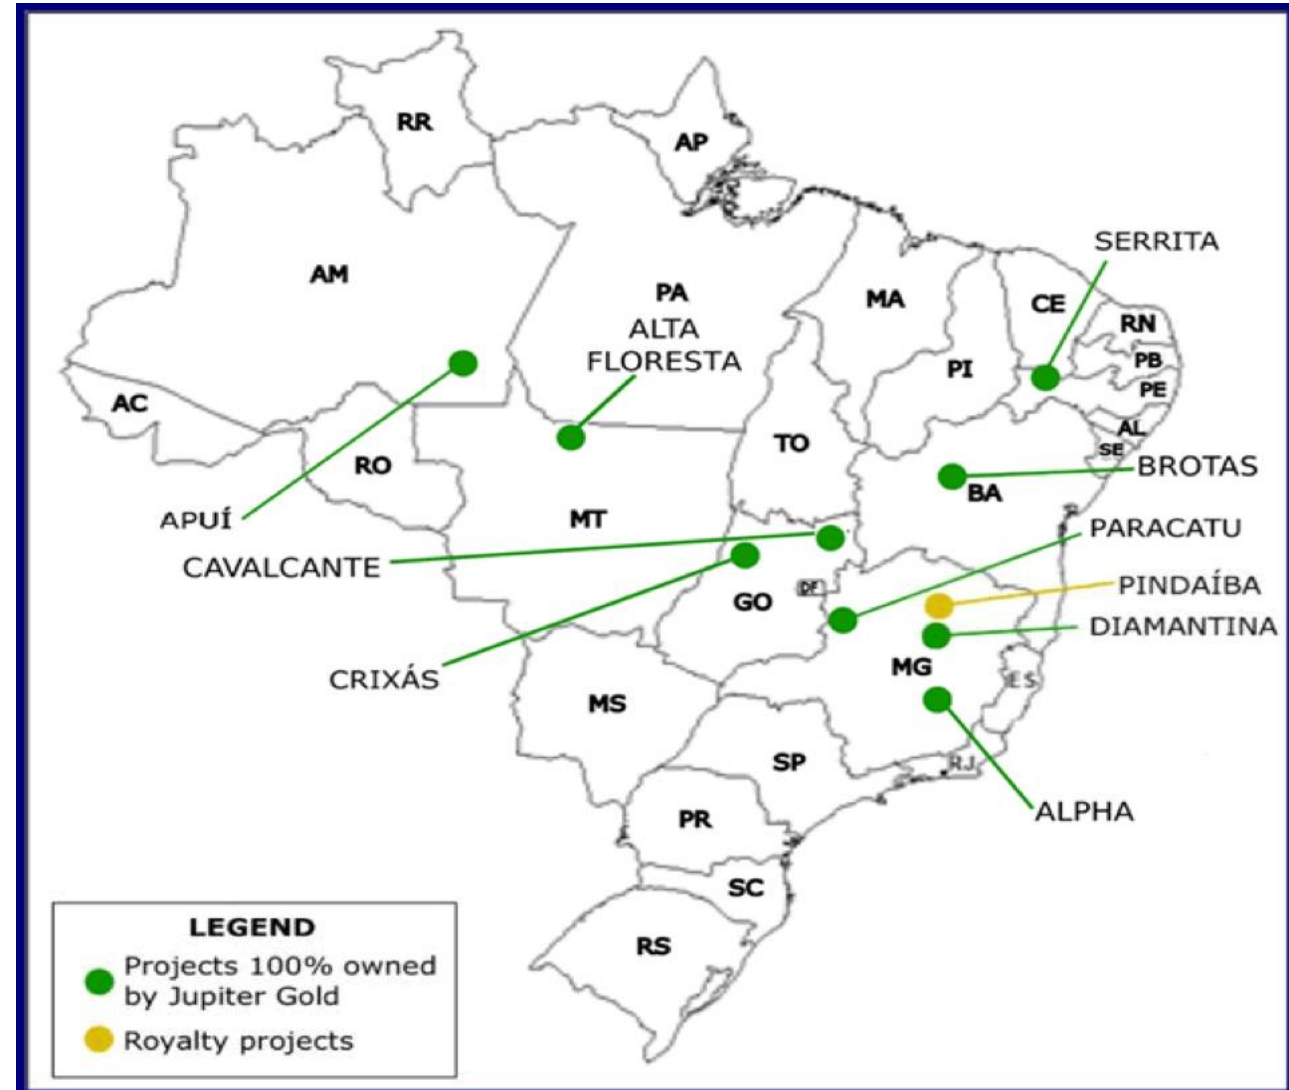 RR
AP
SERRITA
AM
PA
MA
CE
RN
ALTA
FLORESTA
PI
PB
PE
AC
AL
TO
SE
RO
BROTAS
BA
MT
APUÍ
PARACATU
CAVALCANTE
DF
PINDAÍBA
GO
DIAMANTINA
MG
CRIXÁS
ES
MS
SP
RJ
ALPHA
PR
SC
RS
LEGEND
Projects 100% owned
by Jupiter Gold
Royalty projects